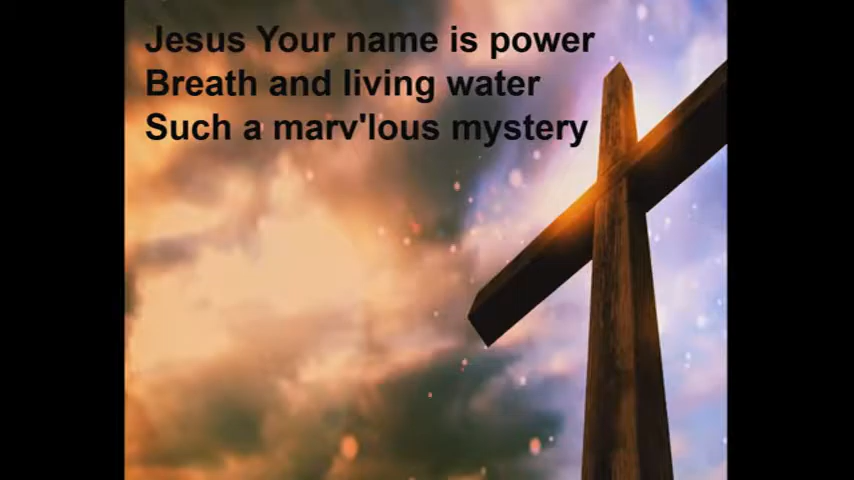 Jesus Your name is power
Breath and living water
Such a marv'lous mystery